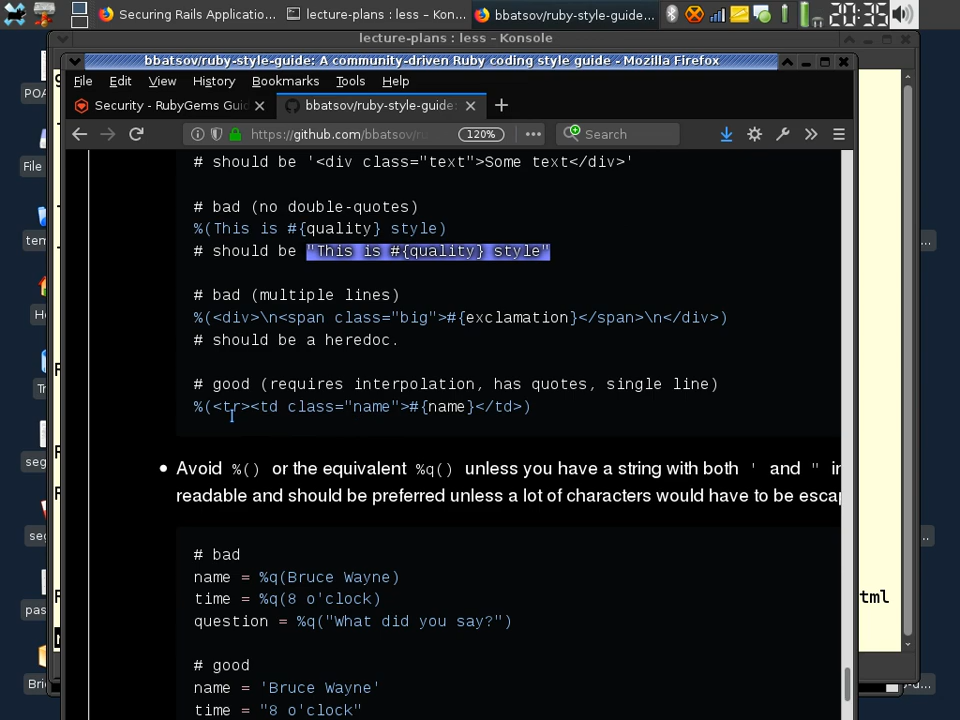 Securing Rails Applicatio...
lecture-plans : less – Kon...
bbatsov/ruby-style-guide...
20:35
lecture-plans : less – Konsole
bbatsov/ruby-style-guide: A community-driven Ruby coding style guide - Mozilla Firefox
File Edit View History Bookmarks Tools Help
Security - RubyGems Guid
bbatsov/ruby-style-guide:
https://github.com/bbatsov/ru
120%
Search
# should be '<div class="text">Some text</div>'
# bad (no double-quotes)
%(This is #{quality} style)
# should be "This is #{quality} style"
# bad (multiple lines)
%(<div>\n<span class="big">#{exclamation}</span>\n</div>)
# should be a heredoc.
# good (requires interpolation, has quotes, single line)
%(<tr><td class="name">#{name}</td>)
Avoid %() or the equivalent %q() unless you have a string with both ' and " in
readable and should be preferred unless a lot of characters would have to be escap
# bad
name = %q(Bruce Wayne)
time = %q(8 o'clock)
question = %q("What did you say?")
# good
name = 'Bruce Wayne'
time = "8 o'clock"
POA
File
tem
Ho
Tr
seg
seg
pas
Bri
tml